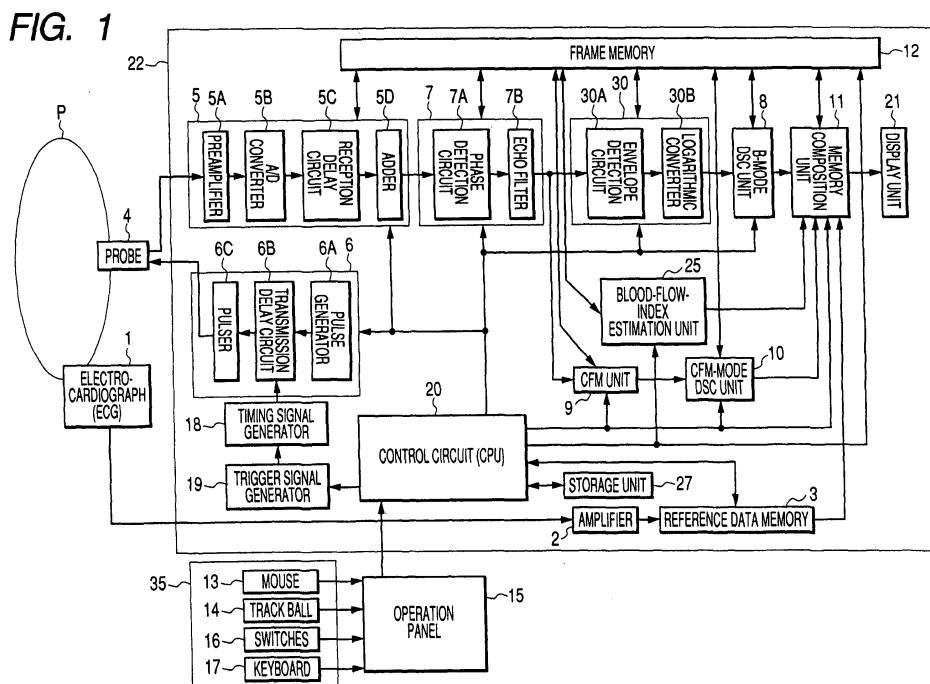 FIG. 1
22
FRAME MEMORY
12
P
5
5A
5B
5C
5D
7
7A
7B
30A
30
30B
8
11
21
PREAMPLIFIER
A/D CONVERTER
RECEPTION DELAY CIRCUIT
ADDER
PHASE DETECTION CIRCUIT
ECHO FILTER
ENVELOPE DETECTION CIRCUIT
LOGARITHMIC CONVERTER
B-MODE DSC UNIT
MEMORY COMPOSITION UNIT
DISPLAY UNIT
4
PROBE
6C
6B
6A
6
PULSER
TRANSMISSION DELAY CIRCUIT
PULSE GENERATOR
25
BLOOD-FLOW-
INDEX
ESTIMATION UNIT
1
ELECTRO-
CARDIOGRAPH
(ECG)
CFM UNIT
9
CFM-MODE
DSC UNIT
10
18
TIMING SIGNAL
GENERATOR
20
CONTROL CIRCUIT (CPU)
19
TRIGGER SIGNAL
GENERATOR
STORAGE UNIT
27
3
AMPLIFIER
2
REFERENCE DATA MEMORY
35
13
MOUSE
14
TRACK BALL
16
SWITCHES
17
KEYBOARD
OPERATION
PANEL
15